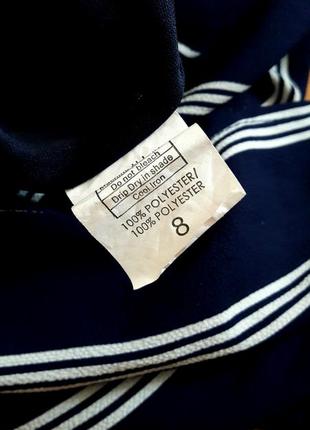 Do not bleach
Drip Dry in shade
Cool Iron
100% POLYESTER/
100% POLYESTER
8